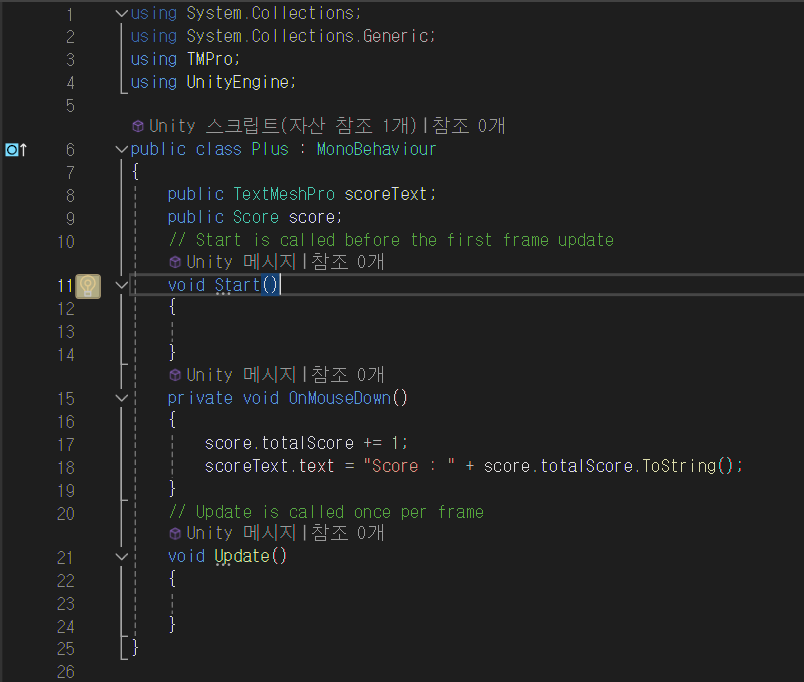 1 using System.Collections;
2 using System.Collections.Generic;
3 using TMPro;
4 using UnityEngine;
5
Unity 스크립트(자산 참조 1개)|참조 0개
6 public class Plus : MonoBehaviour
7 {
8 public TextMeshPro scoreText;
9 public Score score;
10 // Start is called before the first frame update
Unity 메시지|참조 0개
11 void Start()
12 {
13
14 }
Unity 메시지|참조 0개
15 private void OnMouseDown()
16 {
17 score.totalScore += 1;
18 scoreText.text = "Score : " + score.totalScore.ToString();
19 }
20 // Update is called once per frame
Unity 메시지|참조 0개
21 void Update()
22 {
23
24 }
25 }
26